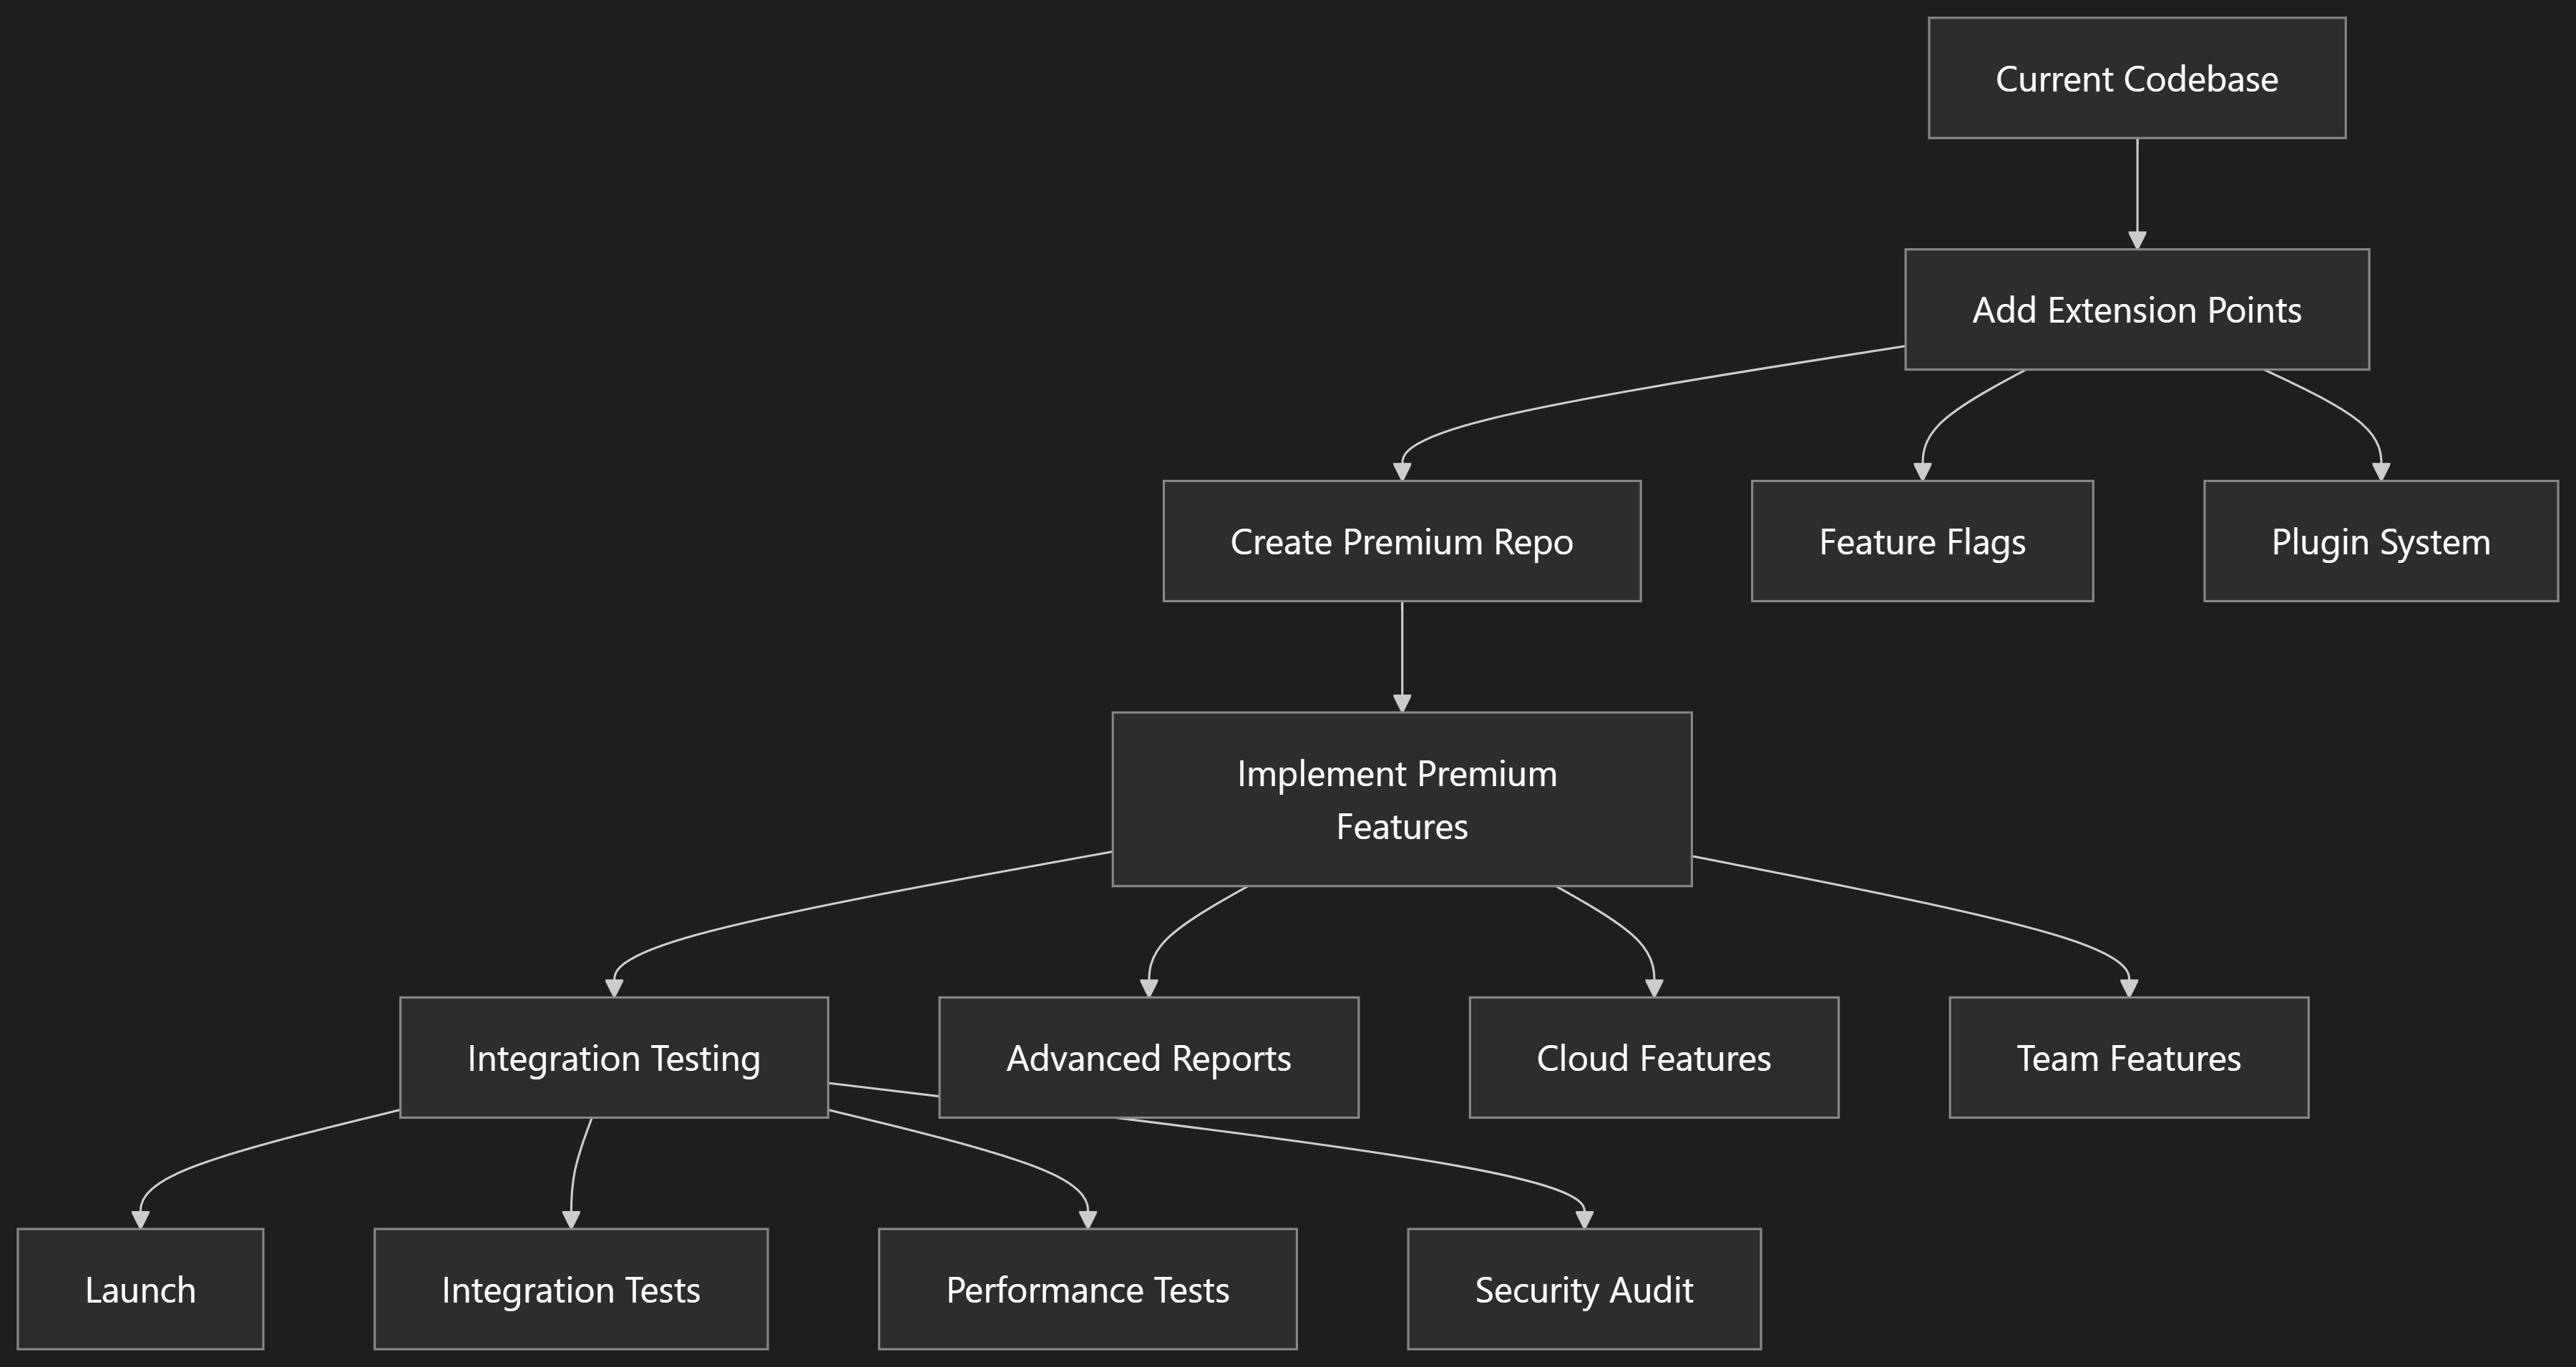 Current Codebase
Add Extension Points
Create Premium Repo
Feature Flags
Plugin System
Implement Premium
Features
Integration Testing
Advanced Reports
Cloud Features
Team Features
Launch
Integration Tests
Performance Tests
Security Audit